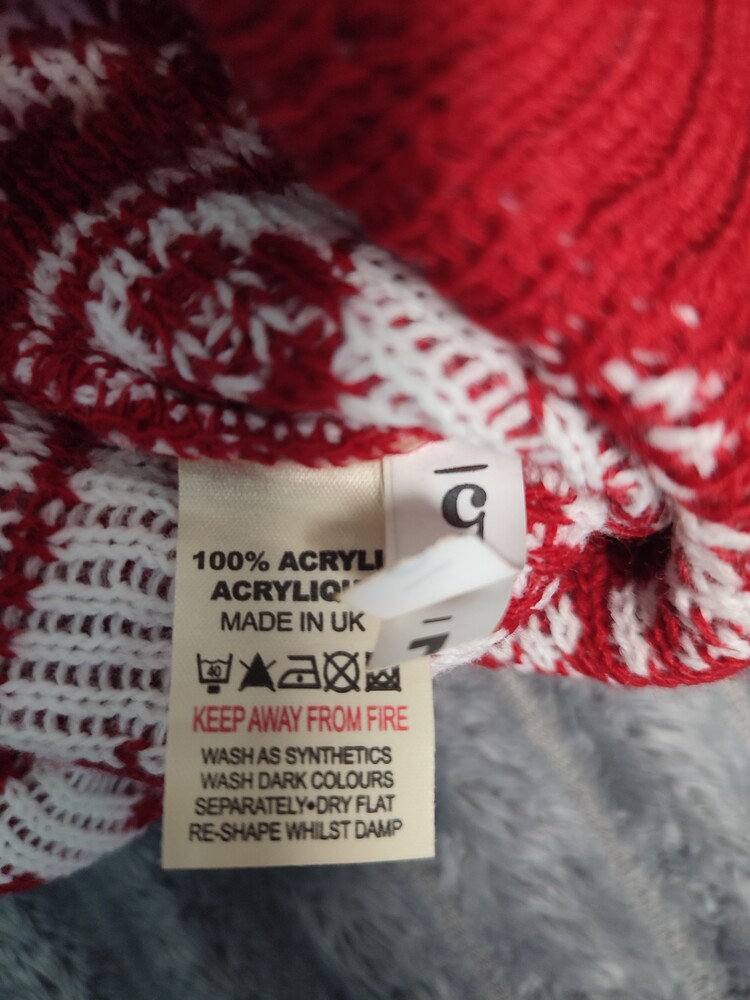 100% ACRYLI
MADE IN UK
40
KEEP AWAY FROM FIRE
WASH AS SYNTHETICS
WASH DARK COLOURS
SEPARATELY•DRY FLAT
RE-SHAPE WHILST DAMP